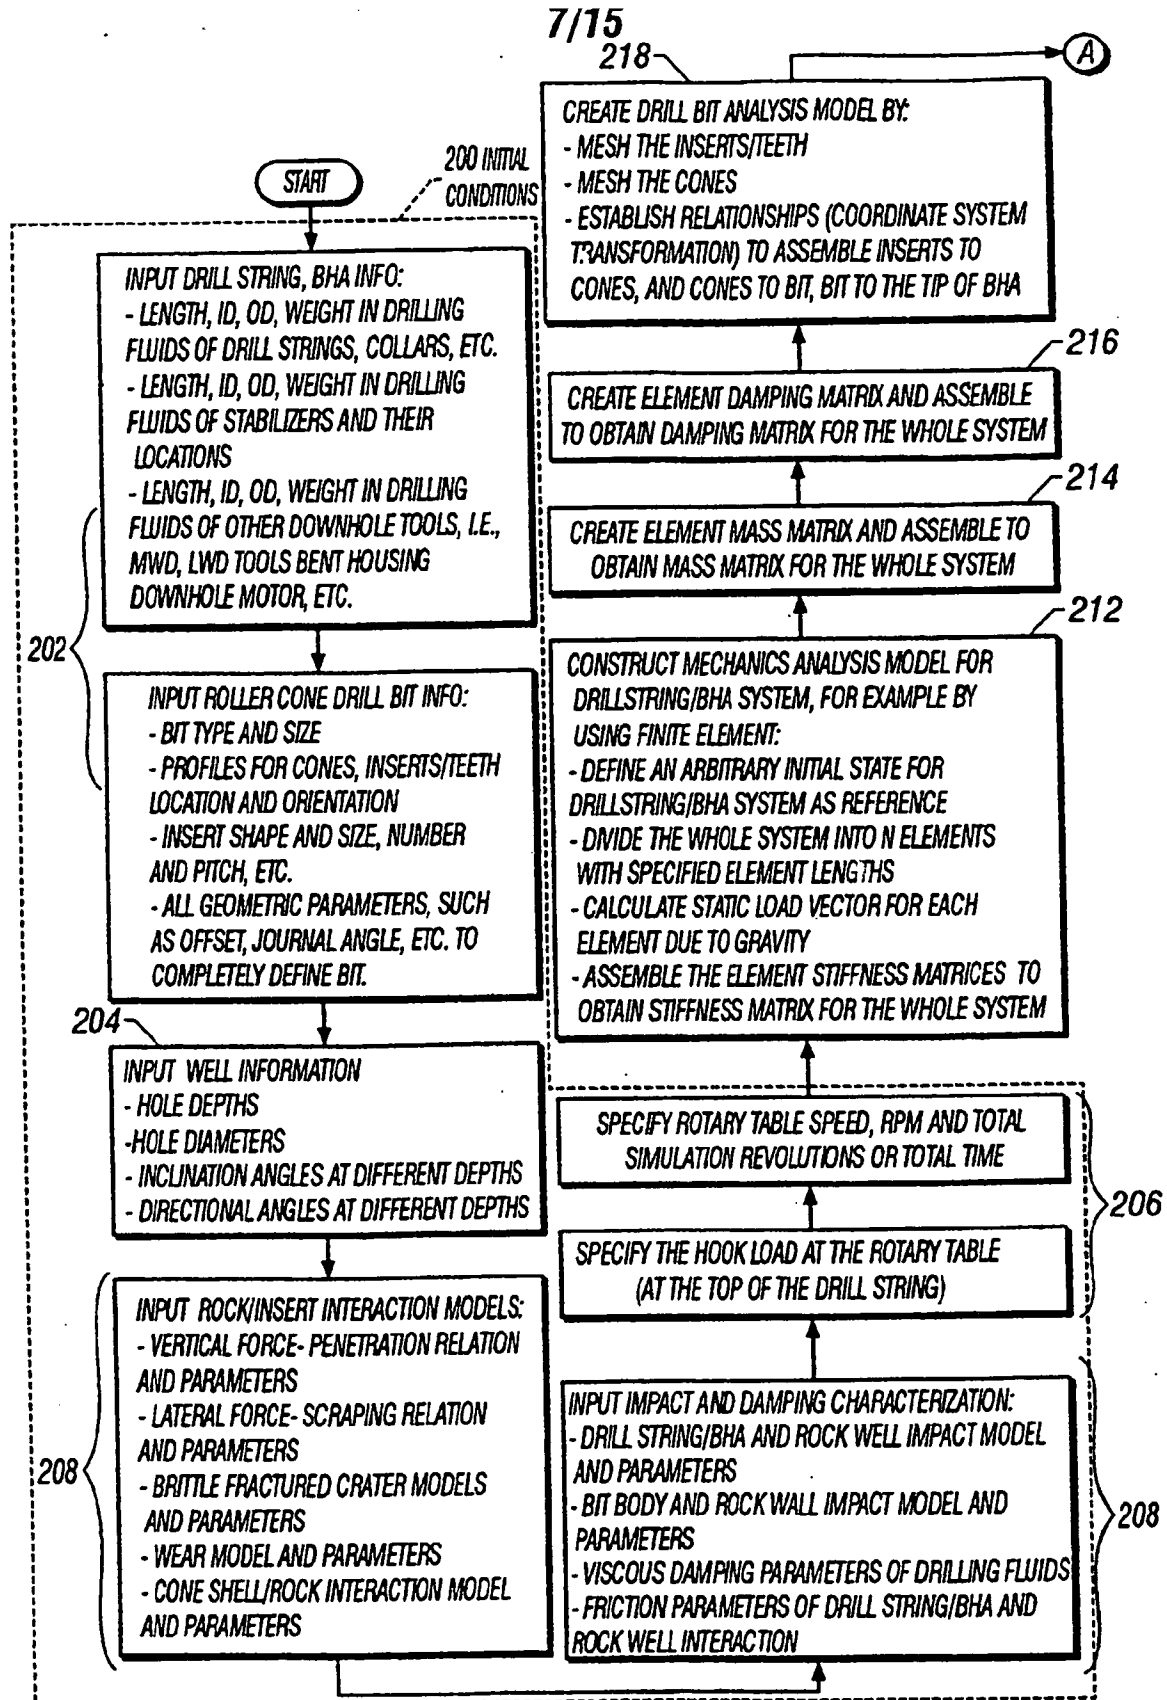 7/15
START
200 INITIAL
CONDITIONS
INPUT DRILL STRING, BHA INFO:
- LENGTH, ID, OD, WEIGHT IN DRILLING
FLUIDS OF DRILL STRINGS, COLLARS, ETC.
- LENGTH, ID, OD, WEIGHT IN DRILLING
FLUIDS OF STABILIZERS AND THEIR
LOCATIONS
- LENGTH, ID, OD, WEIGHT IN DRILLING
FLUIDS OF OTHER DOWNHOLE TOOLS, I.E.,
MWD, LWD TOOLS BENT HOUSING
DOWNHOLE MOTOR, ETC.
202
INPUT ROLLER CONE DRILL BIT INFO:
- BIT TYPE AND SIZE
- PROFILES FOR CONES, INSERTS/TEETH
LOCATION AND ORIENTATION
- INSERT SHAPE AND SIZE, NUMBER
AND PITCH, ETC.
- ALL GEOMETRIC PARAMETERS, SUCH
AS OFFSET, JOURNAL ANGLE, ETC. TO
COMPLETELY DEFINE BIT.
204
INPUT WELL INFORMATION
- HOLE DEPTHS
-HOLE DIAMETERS
- INCLINATION ANGLES AT DIFFERENT DEPTHS
- DIRECTIONAL ANGLES AT DIFFERENT DEPTHS
INPUT ROCK/INSERT INTERACTION MODELS:
- VERTICAL FORCE- PENETRATION RELATION
AND PARAMETERS
- LATERAL FORCE- SCRAPING RELATION
AND PARAMETERS
- BRITTLE FRACTURED CRATER MODELS
AND PARAMETERS
- WEAR MODEL AND PARAMETERS
- CONE SHELL/ROCK INTERACTION MODEL
AND PARAMETERS
208
INPUT IMPACT AND DAMPING CHARACTERIZATION:
- DRILL STRING/BHA AND ROCK WELL IMPACT MODEL
AND PARAMETERS
- BIT BODY AND ROCK WALL IMPACT MODEL AND
PARAMETERS
- VISCOUS DAMPING PARAMETERS OF DRILLING FLUIDS
- FRICTION PARAMETERS OF DRILL STRING/BHA AND
ROCK WELL INTERACTION
208
SPECIFY THE HOOK LOAD AT THE ROTARY TABLE
(AT THE TOP OF THE DRILL STRING)
SPECIFY ROTARY TABLE SPEED, RPM AND TOTAL
SIMULATION REVOLUTIONS OR TOTAL TIME
206
212
CONSTRUCT MECHANICS ANALYSIS MODEL FOR
DRILLSTRING/BHA SYSTEM, FOR EXAMPLE BY
USING FINITE ELEMENT:
- DEFINE AN ARBITRARY INITIAL STATE FOR
DRILLSTRING/BHA SYSTEM AS REFERENCE
- DIVIDE THE WHOLE SYSTEM INTO N ELEMENTS
WITH SPECIFIED ELEMENT LENGTHS
- CALCULATE STATIC LOAD VECTOR FOR EACH
ELEMENT DUE TO GRAVITY
- ASSEMBLE THE ELEMENT STIFFNESS MATRICES TO
OBTAIN STIFFNESS MATRIX FOR THE WHOLE SYSTEM
214
CREATE ELEMENT MASS MATRIX AND ASSEMBLE TO
OBTAIN MASS MATRIX FOR THE WHOLE SYSTEM
216
CREATE ELEMENT DAMPING MATRIX AND ASSEMBLE
TO OBTAIN DAMPING MATRIX FOR THE WHOLE SYSTEM
218
CREATE DRILL BIT ANALYSIS MODEL BY:
- MESH THE INSERTS/TEETH
- MESH THE CONES
- ESTABLISH RELATIONSHIPS (COORDINATE SYSTEM
TRANSFORMATION) TO ASSEMBLE INSERTS TO
CONES, AND CONES TO BIT, BIT TO THE TIP OF BHA
A